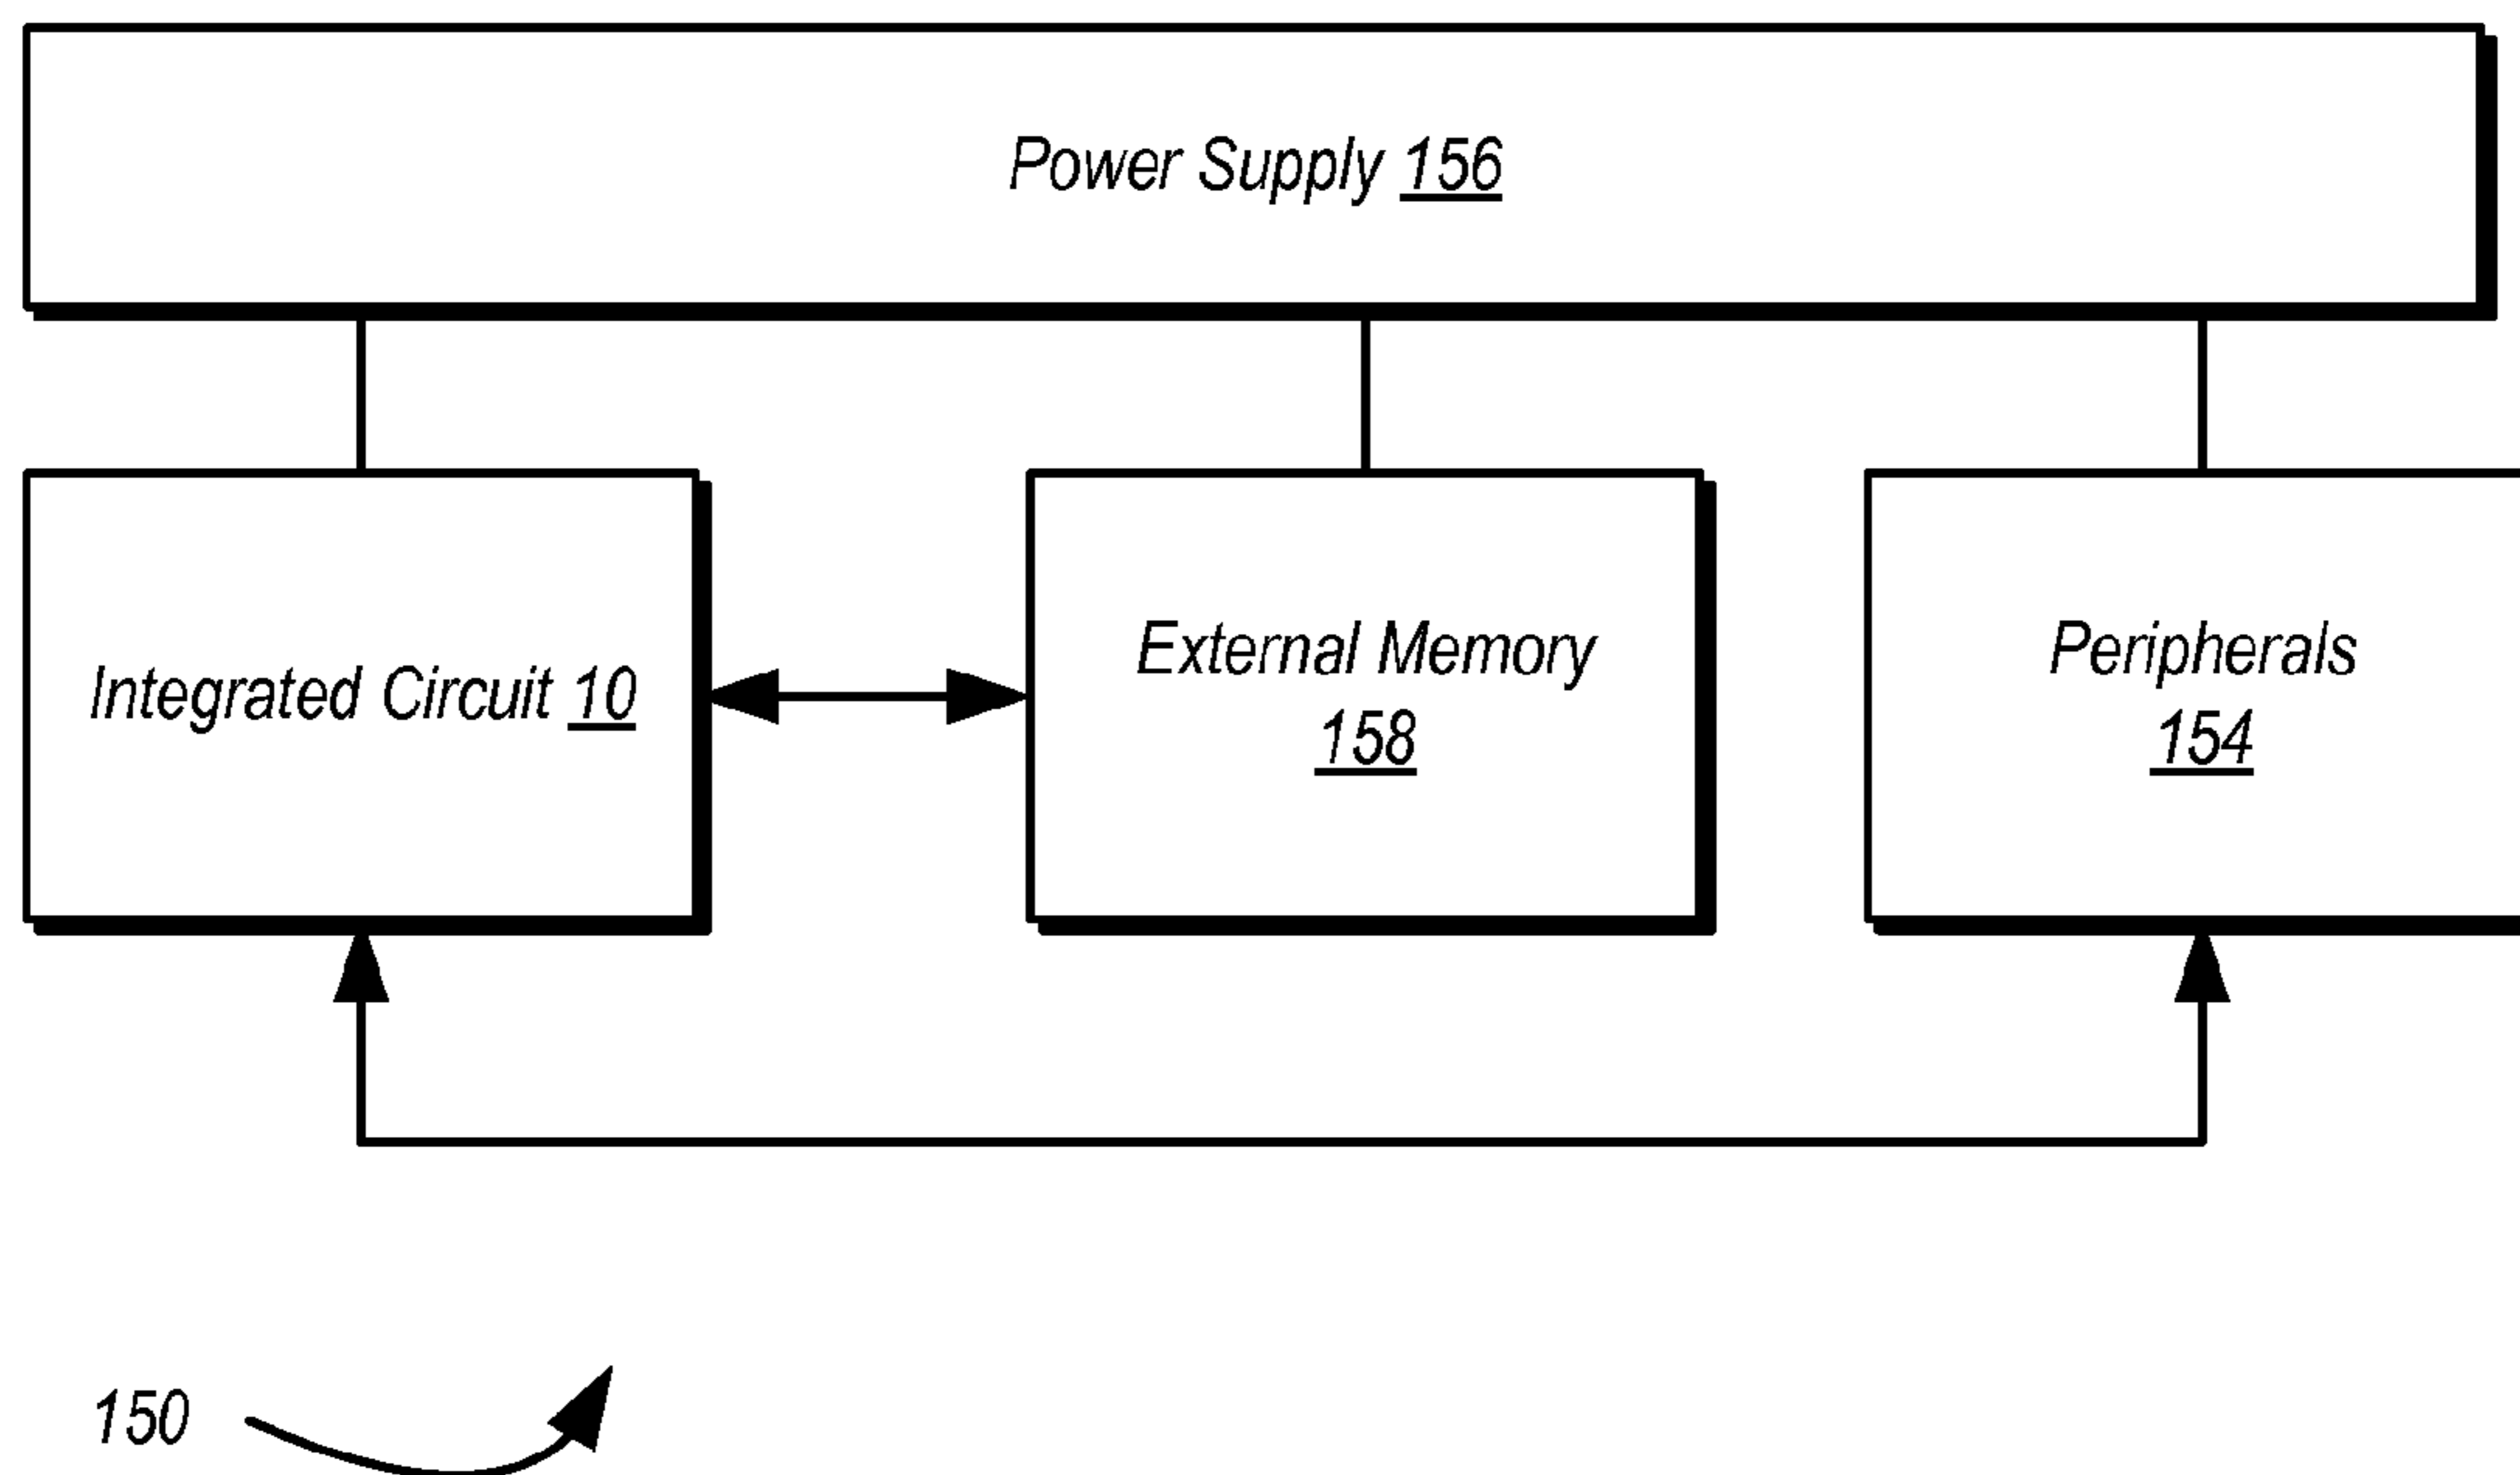 Power Supply 156
Integrated Circuit 10
External Memory
158
Peripherals
154
150